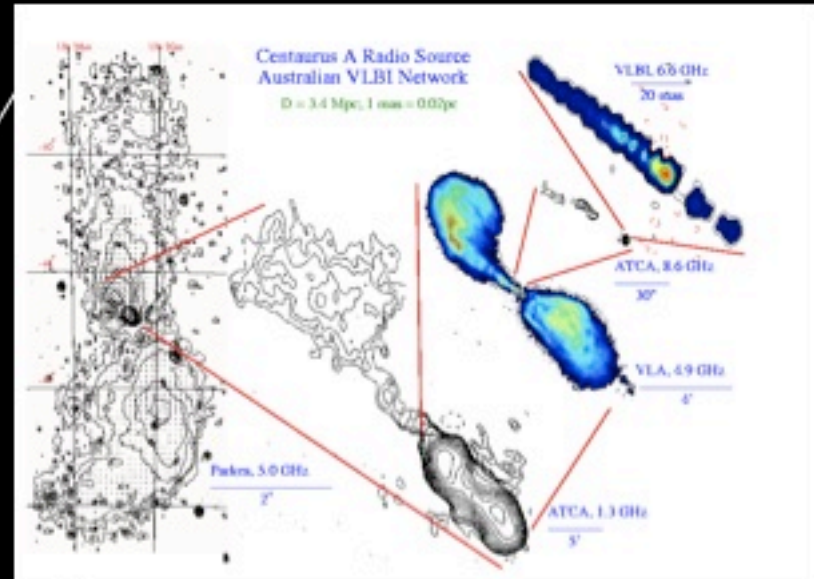 Centaurus A Radio Source
Australian VLBI Network
D = 3.4 Mpc, 1 mas = 0.02pc
VLBI, 6.6 GHz
20 mas
ATCA, 8.6 GHz
30"
VLA, 4.9 GHz
4'
Parkes, 5.0 GHz
2°
ATCA, 1.3 GHz
5'